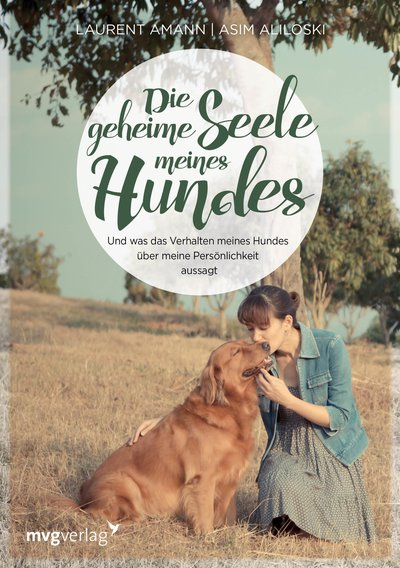 LAURENT AMANN | ASIM ALILOSKI
Die
geheime Seele
meines
Hundes
Und was das Verhalten meines Hundes
über meine Persönlichkeit
aussagt
mvgverlag